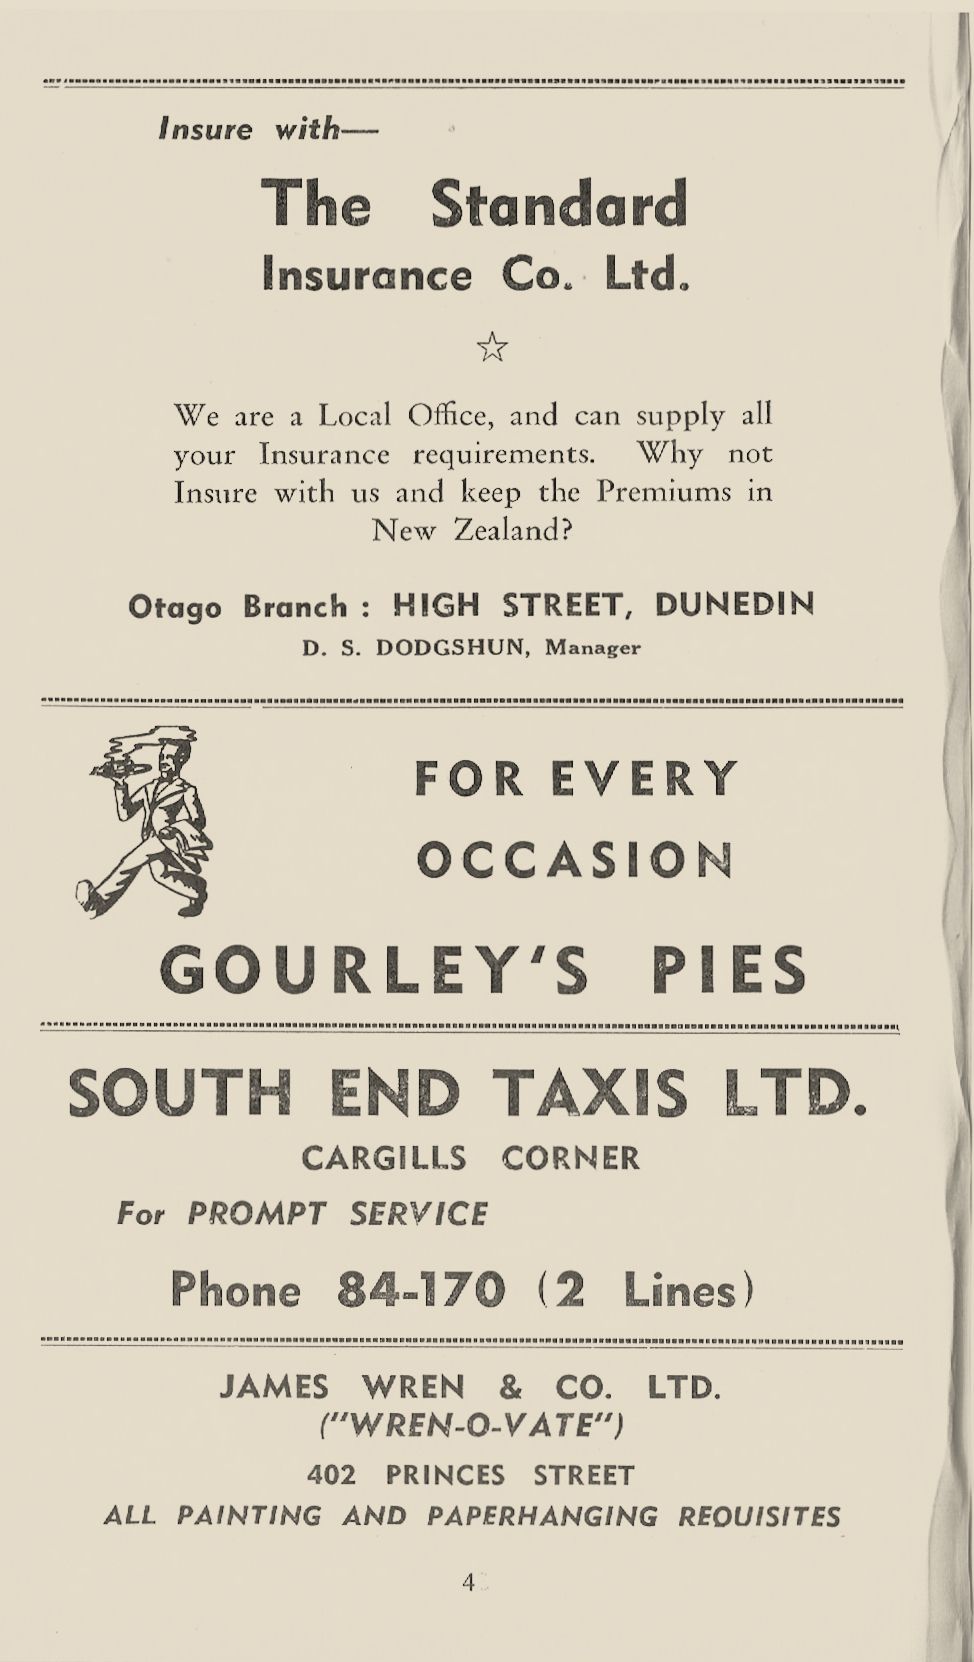 Insure with—
The Standard
Insurance Co. Ltd.
We are a Local Office, and can supply all
your Insurance requirements. Why not
Insure with us and keep the Premiums in
New Zealand?
Otago Branch : HIGH STREET, DUNEDIN
D. S. DODGSHUN, Manager
FOR EVERY
OCCASION
GOURLEY'S PIES
SOUTH END TAXIS LTD.
CARGILLS CORNER
For PROMPT SERVICE
Phone 84-170 (2 Lines)
JAMES WREN & CO. LTD.
("WREN-O-VATE")
402 PRINCES STREET
ALL PAINTING AND PAPERHANGING REQUISITES
4